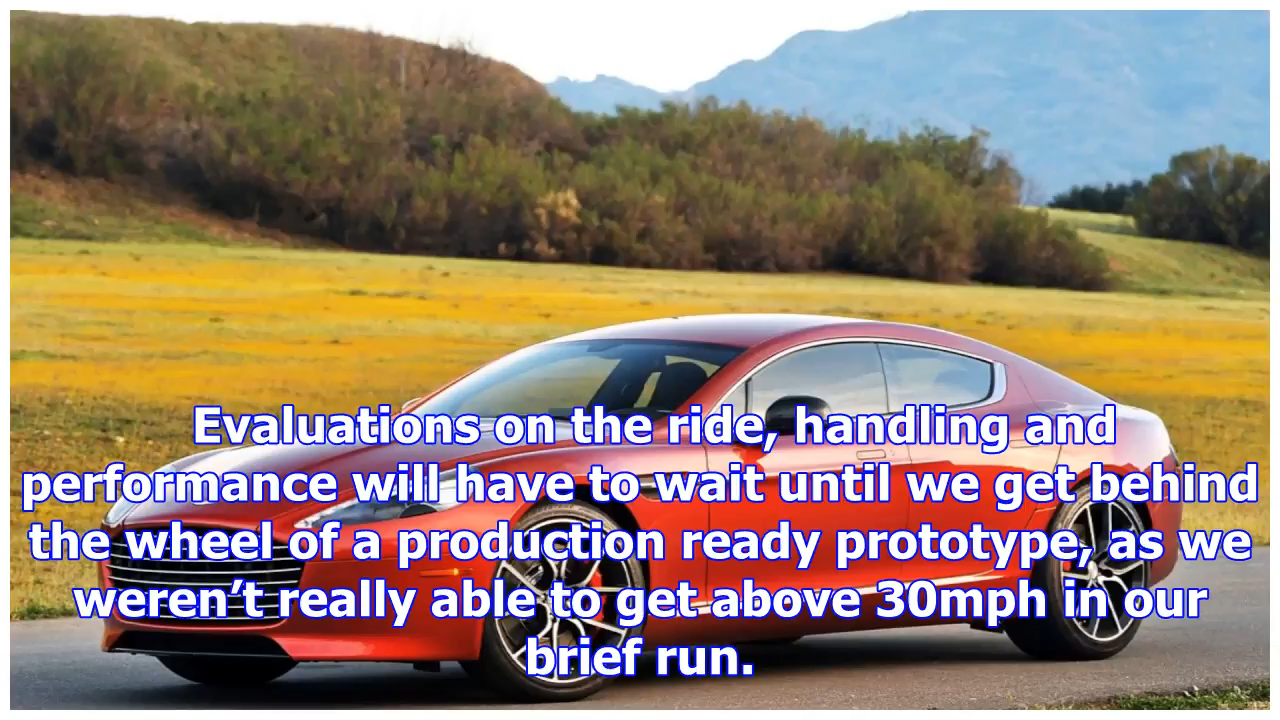 Evaluations on the ride, handling and
performance will have to wait until we get behind
the wheel of a production ready prototype, as we
weren’t really able to get above 30mph in our
brief run.